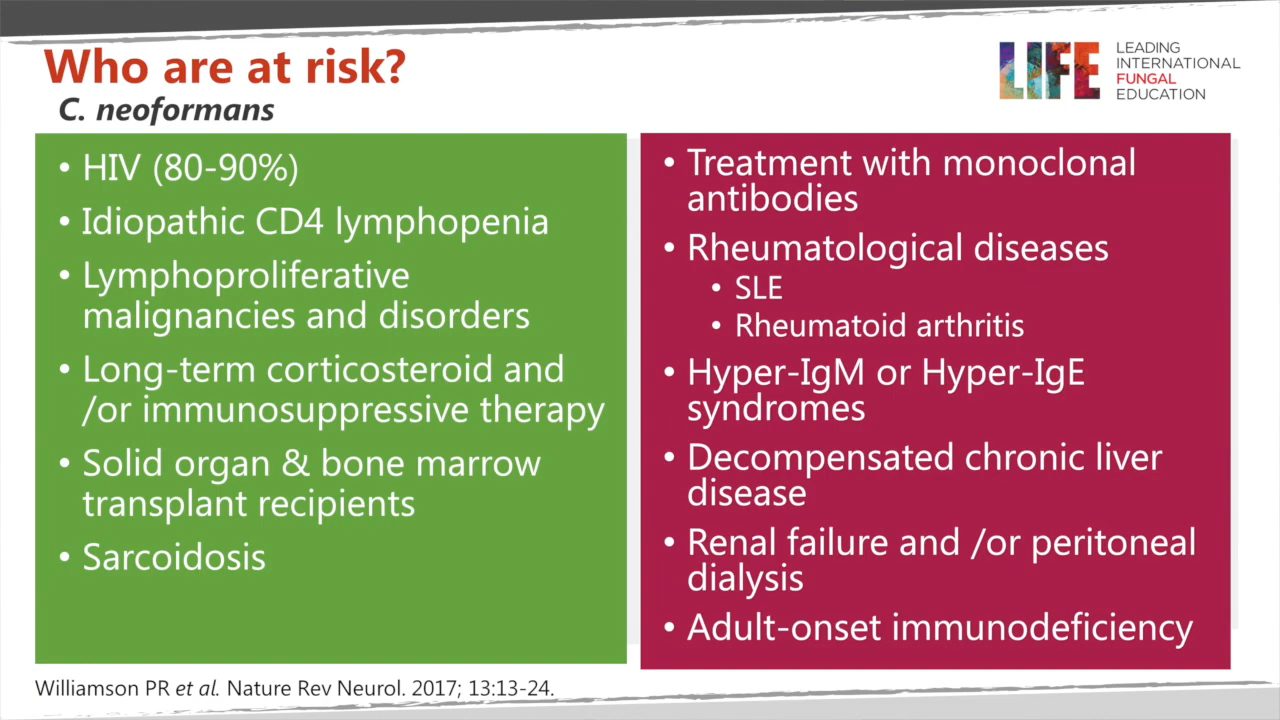 Who are at risk?
C. neoformans
LIFE
LEADING
INTERNATIONAL
FUNGAL
EDUCATION
• HIV (80-90%)
• Idiopathic CD4 lymphopenia
• Lymphoproliferative
malignancies and disorders
• Long-term corticosteroid and
/or immunosuppressive therapy
• Solid organ & bone marrow
transplant recipients
• Sarcoidosis
• Treatment with monoclonal
antibodies
• Rheumatological diseases
• SLE
• Rheumatoid arthritis
• Hyper-IgM or Hyper-IgE
syndromes
• Decompensated chronic liver
disease
• Renal failure and /or peritoneal
dialysis
• Adult-onset immunodeficiency
Williamson PR et al. Nature Rev Neurol. 2017; 13:13-24.